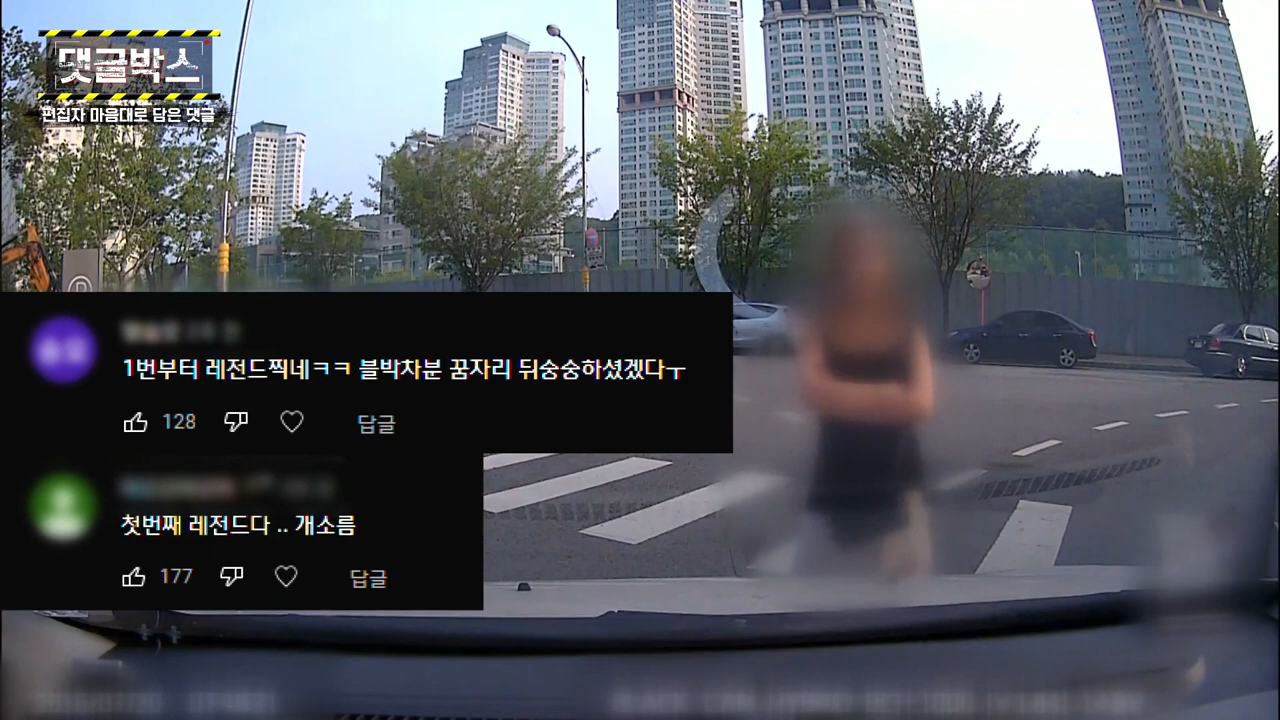 댓글박스
편집자 마음대로 담은 댓글
1번부터 레전드찍네ㅋㅋ 블박차분 꿈자리 뒤숭숭하셨겠다ㅜ
128
답글
첫번째 레전드다 .. 개소름
177
답글